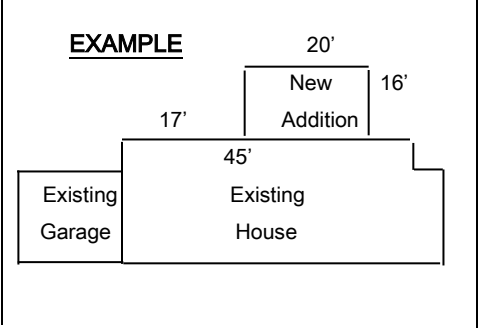 EXAMPLE
20’
New
Addition
16’
17’
45’
Existing
Garage
Existing
House